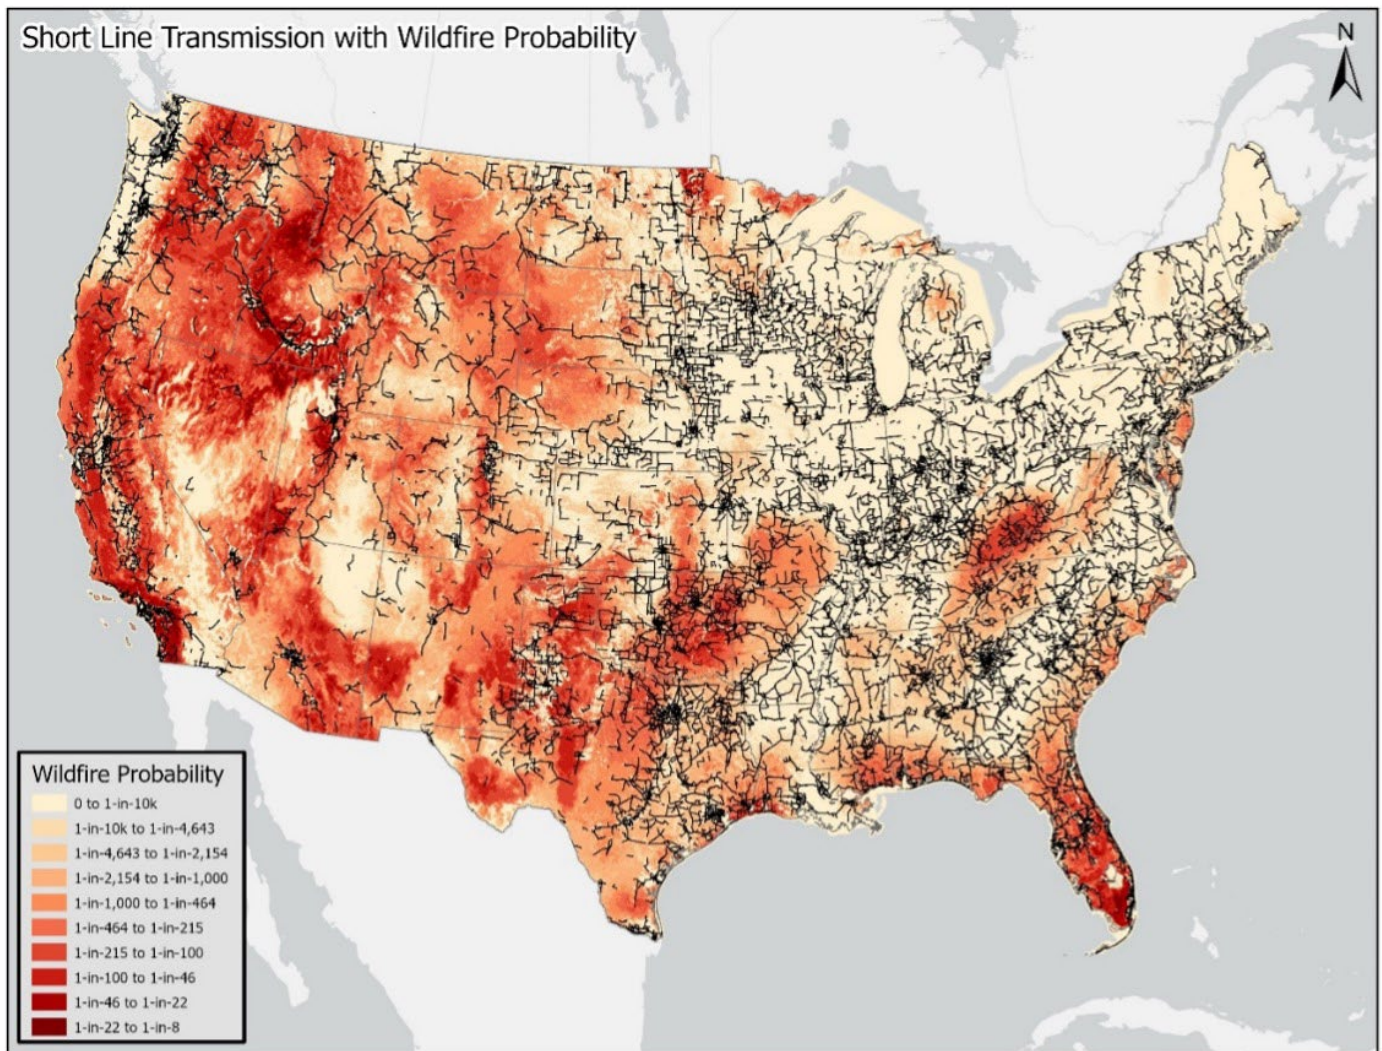 Short Line Transmission with Wildfire Probability
N
Wildfire Probability
0 to 1-in-10k
1-in-10k to 1-in-4,643
1-in-4,643 to 1-in-2,154
1-in-2,154 to 1-in-1,000
1-in-1,000 to 1-in-464
1-in-464 to 1-in-215
1-in-215 to 1-in-100
1-in-100 to 1-in-46
1-in-46 to 1-in-22
1-in-22 to 1-in-8